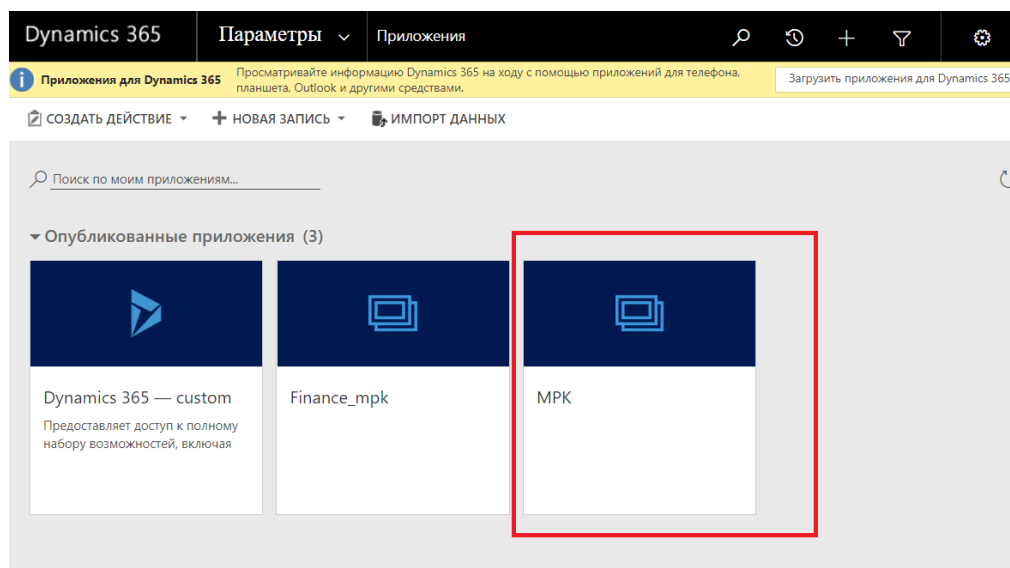 Dynamics 365 Параметры Приложения
Приложения для Dynamics 365 Просматривайте информацию Dynamics 365 на ходу с помощью приложений для телефона,
планшета, Outlook и другими средствами.
Загрузить приложения для Dynamics 365
СОЗДАТЬ ДЕЙСТВИЕ НОВАЯ ЗАПИСЬ ИМПОРТ ДАННЫХ
Поиск по моим приложениям...
Опубликованные приложения (3)
Dynamics 365 — custom
Предоставляет доступ к полному
набору возможностей, включая
Finance_mpk
МРК